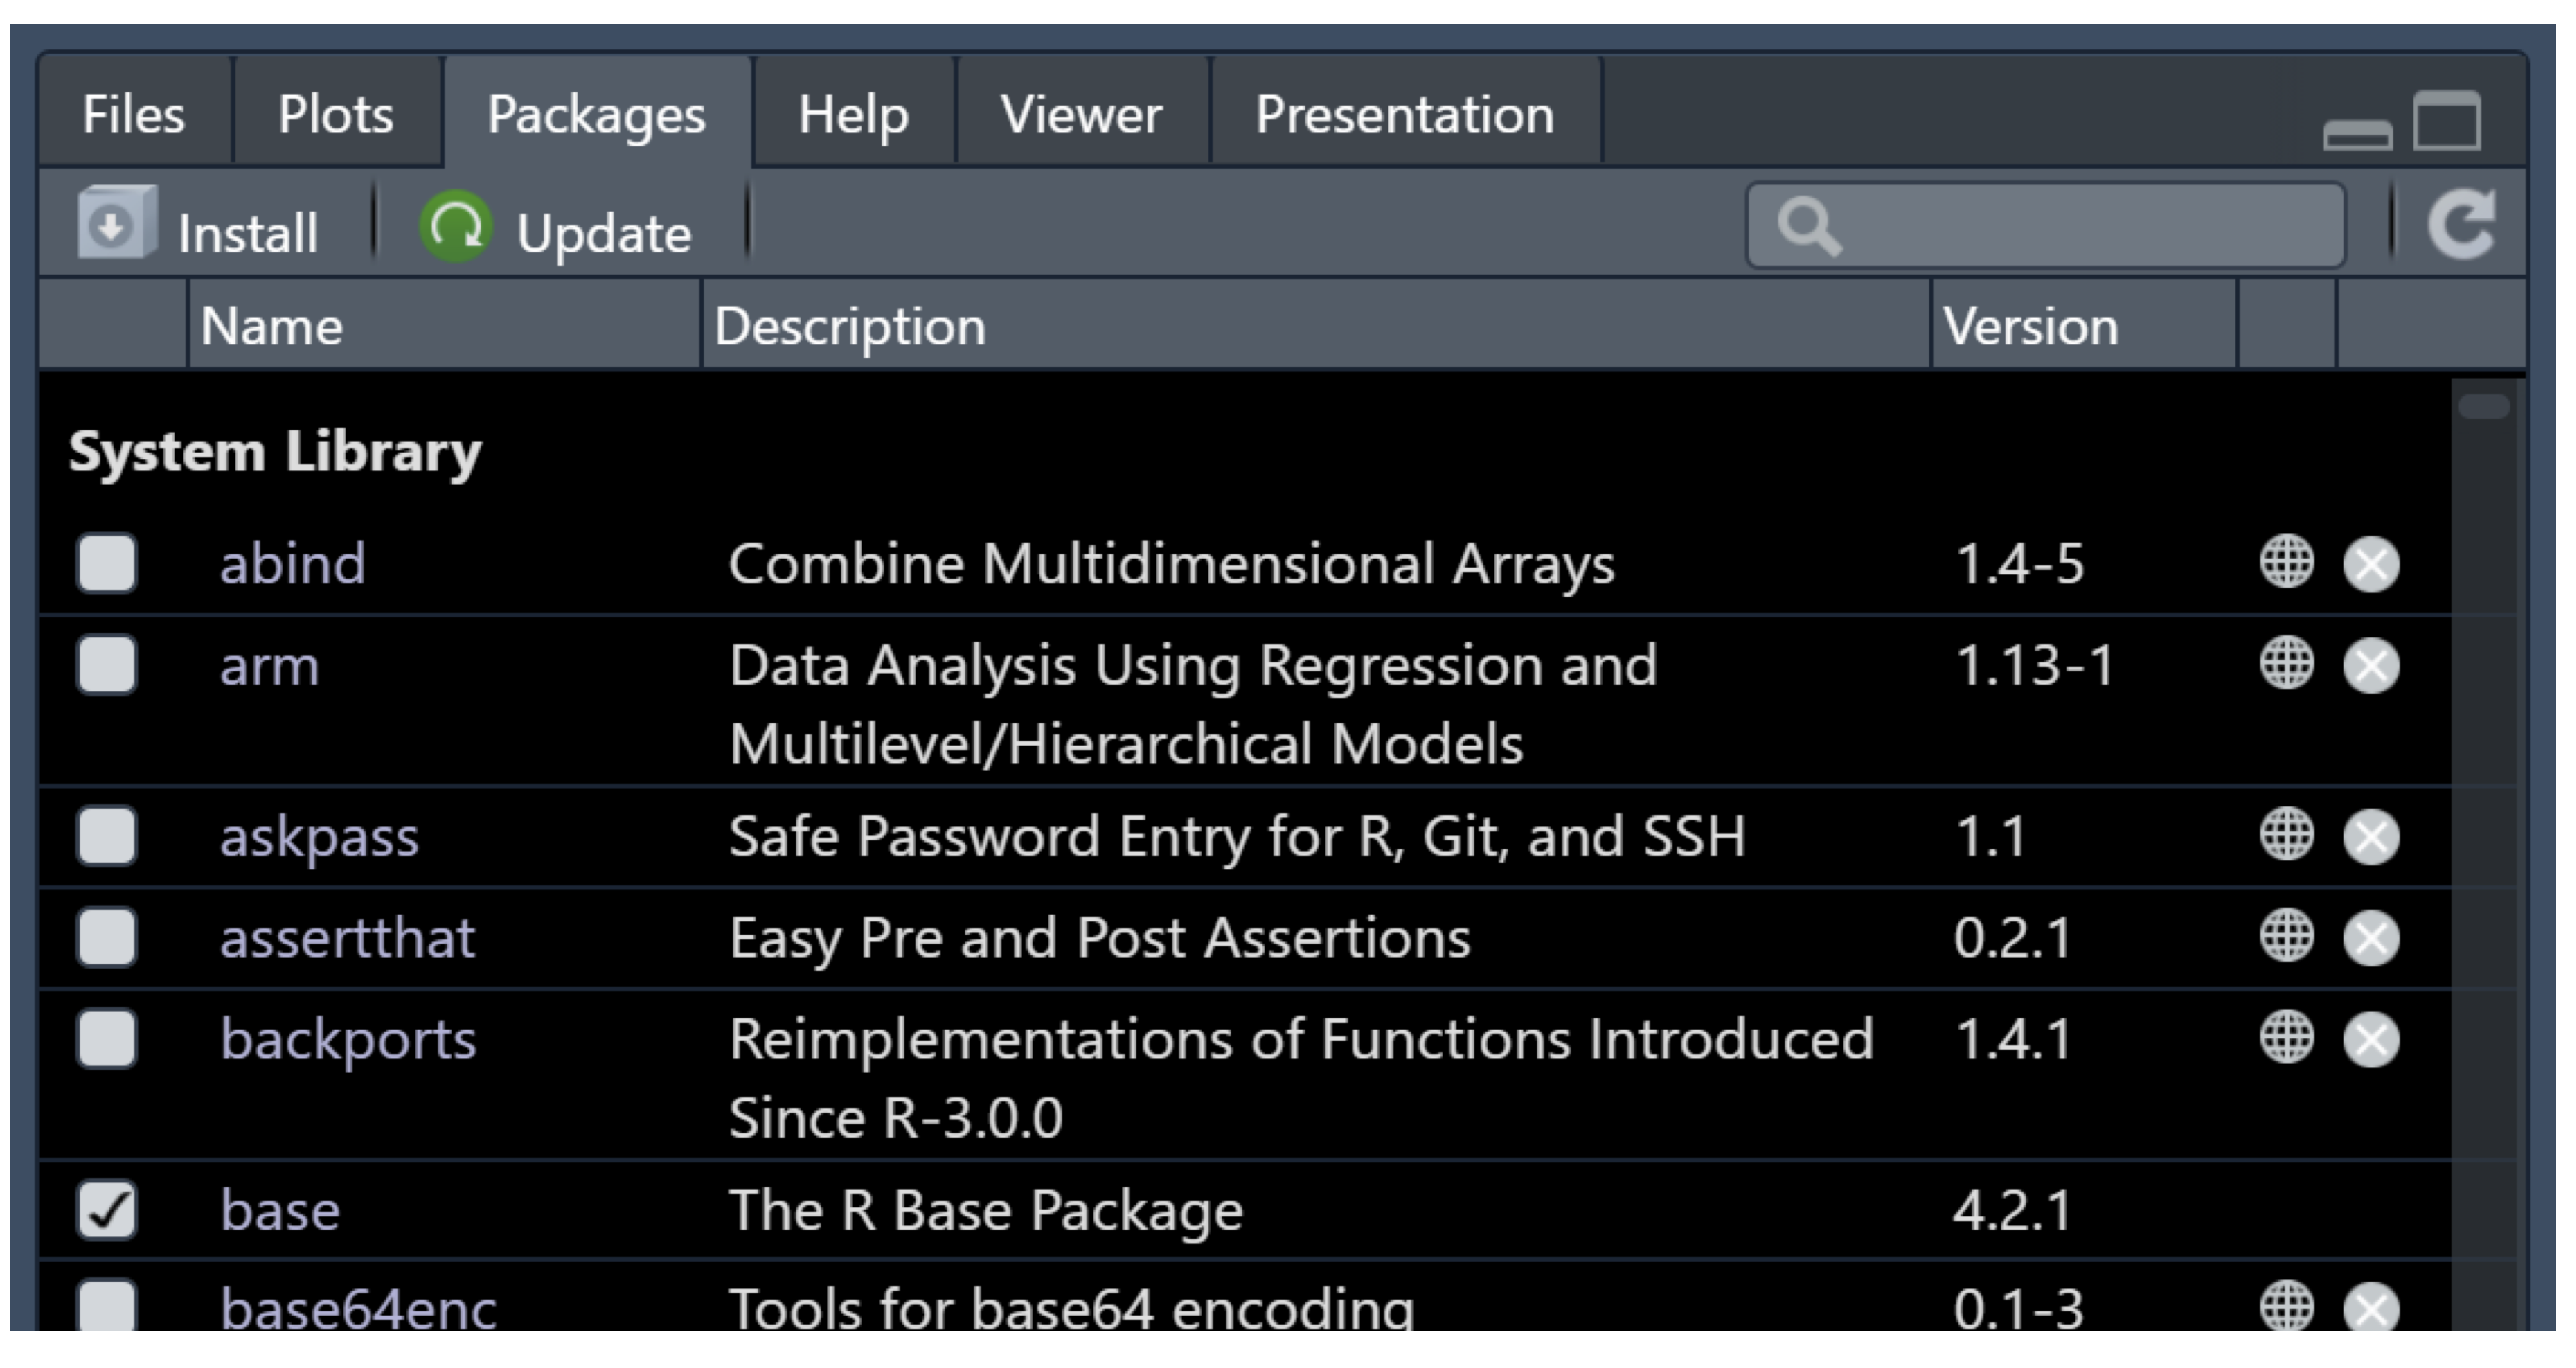 Files Plots Packages Help Viewer Presentation
Install Update
Name Description Version
System Library
abind Combine Multidimensional Arrays 1.4-5
arm Data Analysis Using Regression and 1.13-1
Multilevel/Hierarchical Models
askpass Safe Password Entry for R, Git, and SSH 1.1
assertthat Easy Pre and Post Assertions 0.2.1
backports Reimplementations of Functions Introduced 1.4.1
Since R-3.0.0
base The R Base Package 4.2.1
base64enc Tools for base64 encoding 0.1-3